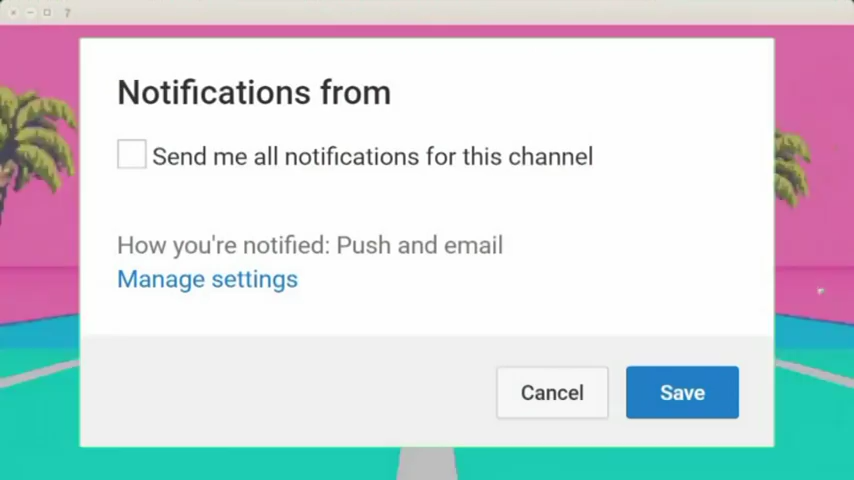 Notifications from
Send me all notifications for this channel
How you're notified: Push and email
Manage settings
Cancel
Save